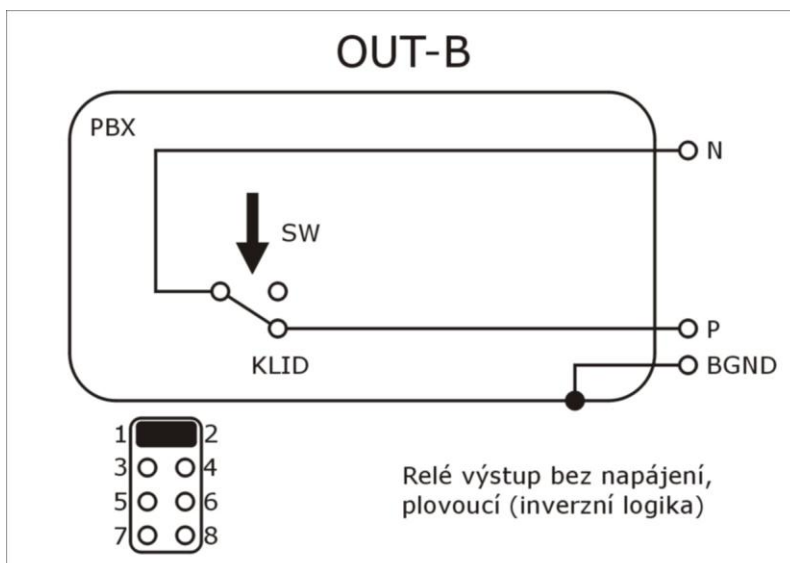 OUT-B
PBX
N
SW
P
KLID
BGND
1 2
3 4
5 6
7 8
Relé výstup bez napájení,
plovoucí (inverzní logika)